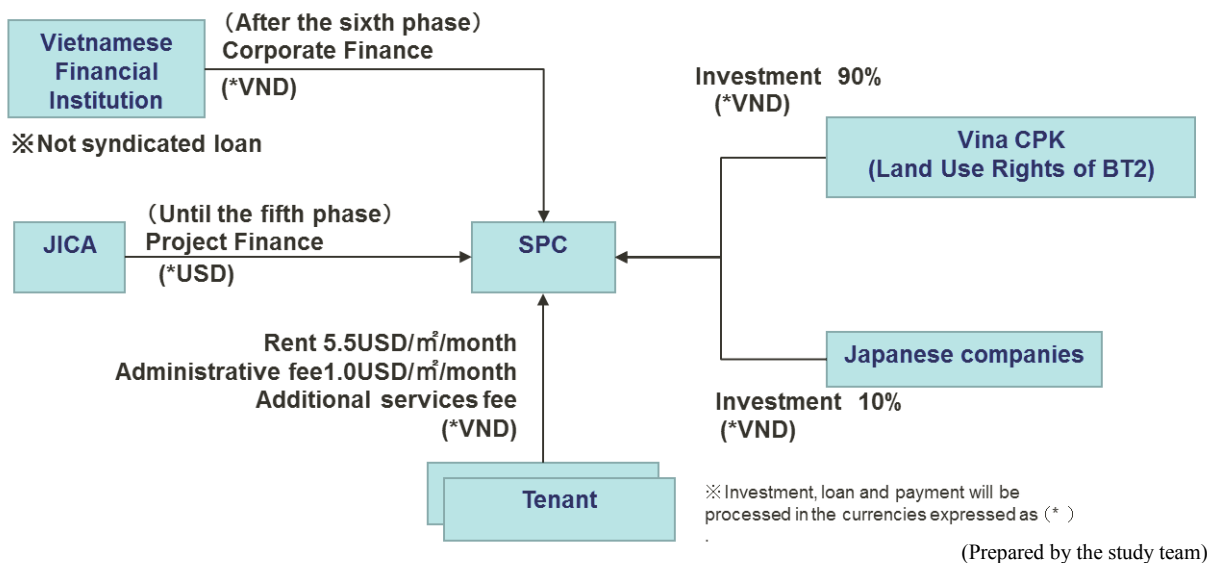 Vietnamese
Financial
Institution
（After the sixth phase）
Corporate Finance
(*VND)
※Not syndicated loan
JICA
（Until the fifth phase）
Project Finance
(*USD)
SPC
Investment 90%
(*VND)
Vina CPK
(Land Use Rights of BT2)
Japanese companies
Investment 10%
(*VND)
Rent 5.5USD/㎡/month
Administrative fee1.0USD/㎡/month
Additional services fee
(*VND)
Tenant
※Investment, loan and payment will be
processed in the currencies expressed as（* ）
.
(Prepared by the study team)